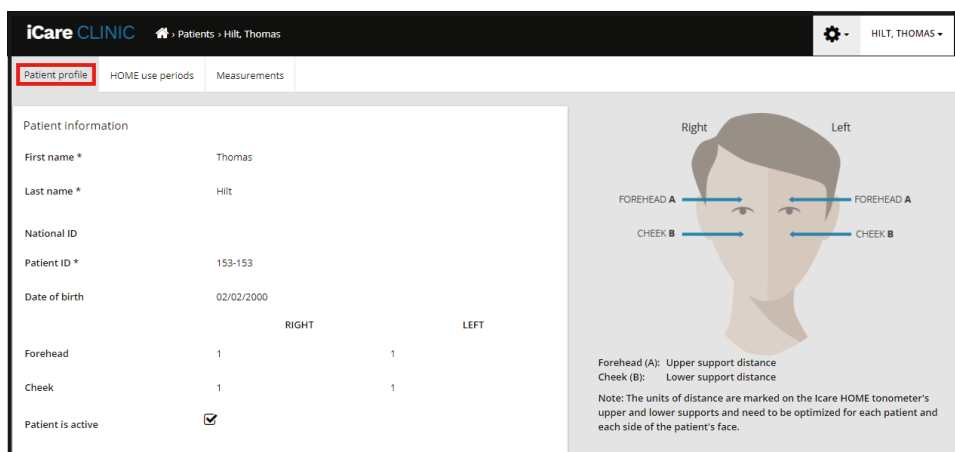 iCare CLINIC › Patients › Hilt, Thomas HILT, THOMAS
Patient profile HOME use periods Measurements
Patient information
First name * Thomas
Last name * Hilt
National ID
Patient ID * 153-153
Date of birth 02/02/2000
RIGHT LEFT
Forehead 1 1
Cheek 1 1
Patient is active
Right Left
FOREHEAD A FOREHEAD A
CHEEK B CHEEK B
Forehead (A): Upper support distance
Cheek (B): Lower support distance
Note: The units of distance are marked on the Icare HOME tonometer's
upper and lower supports and need to be optimized for each patient and
each side of the patient's face.